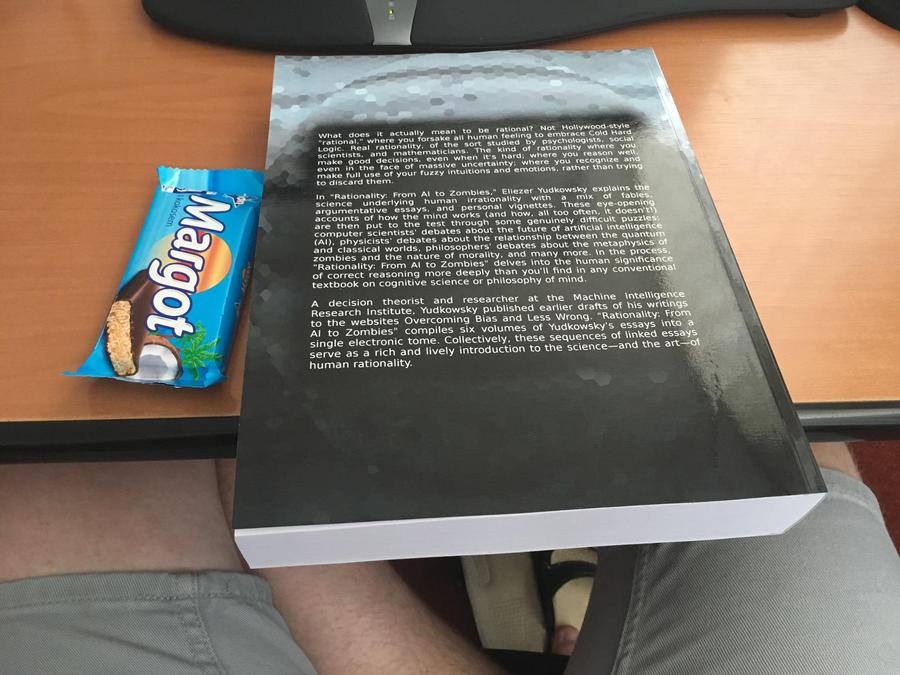 What does it actually mean to be rational? Not Hollywood-style
"rational," where you forsake all human feeling to embrace Cold Hard
Logic. Real rationality, of the sort studied by psychologists, social
scientists, and mathematicians. The kind of rationality where you
make good decisions, even when it's hard; where you reason well,
even in the face of massive uncertainty; where you recognize and
make full use of your fuzzy intuitions and emotions, rather than trying
to discard them.
In "Rationality: From AI to Zombies," Eliezer Yudkowsky explains the
science underlying human irrationality with a mix of fables,
argumentative essays, and personal vignettes. These eye-opening
accounts of how the mind works (and how, all too often, it doesn't!)
are then put to the test through some genuinely difficult puzzles:
computer scientists' debates about the future of artificial intelligence
(AI), physicists' debates about the relationship between the quantum
and classical worlds, philosophers' debates about the metaphysics of
zombies and the nature of morality, and many more. In the process,
"Rationality: From AI to Zombies" delves into the human significance
of correct reasoning more deeply than you'll find in any conventional
textbook on cognitive science or philosophy of mind.
A decision theorist and researcher at the Machine Intelligence
Research Institute, Yudkowsky published earlier drafts of his writings
to the websites Overcoming Bias and Less Wrong. "Rationality: From
AI to Zombies" compiles six volumes of Yudkowsky's essays into a
single electronic tome. Collectively, these sequences of linked essays
serve as a rich and lively introduction to the science—and the art—of
human rationality.
Margot